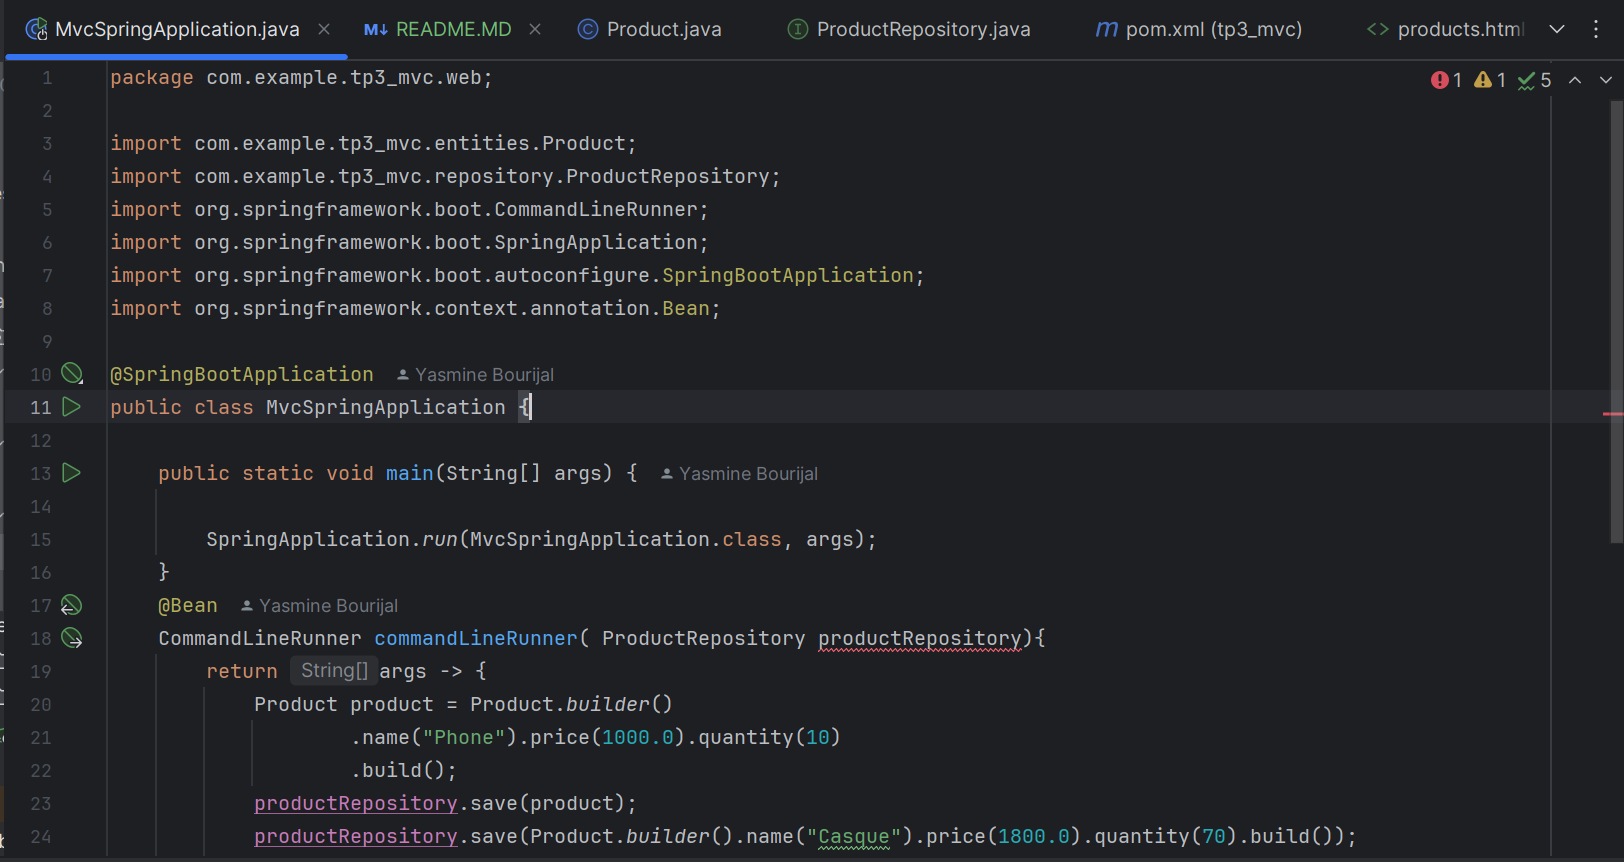 MvcSpringApplication.java README.MD Product.java ProductRepository.java pom.xml (tp3_mvc) products.html
1 package com.example.tp3_mvc.web; 1 1 5
2
3 import com.example.tp3_mvc.entities.Product;
4 import com.example.tp3_mvc.repository.ProductRepository;
5 import org.springframework.boot.CommandLineRunner;
6 import org.springframework.boot.SpringApplication;
7 import org.springframework.boot.autoconfigure.SpringBootApplication;
8 import org.springframework.context.annotation.Bean;
9
10 @SpringBootApplication Yasmine Bourijal
11 public class MvcSpringApplication {
12
13 public static void main(String[] args) { Yasmine Bourijal
14
15 SpringApplication.run(MvcSpringApplication.class, args);
16 }
17 @Bean Yasmine Bourijal
18 CommandLineRunner commandLineRunner( ProductRepository productRepository){
19 return String[] args -> {
20 Product product = Product.builder()
21 .name("Phone").price(1000.0).quantity(10)
22 .build();
23 productRepository.save(product);
24 productRepository.save(Product.builder().name("Casque").price(1800.0).quantity(70).build());